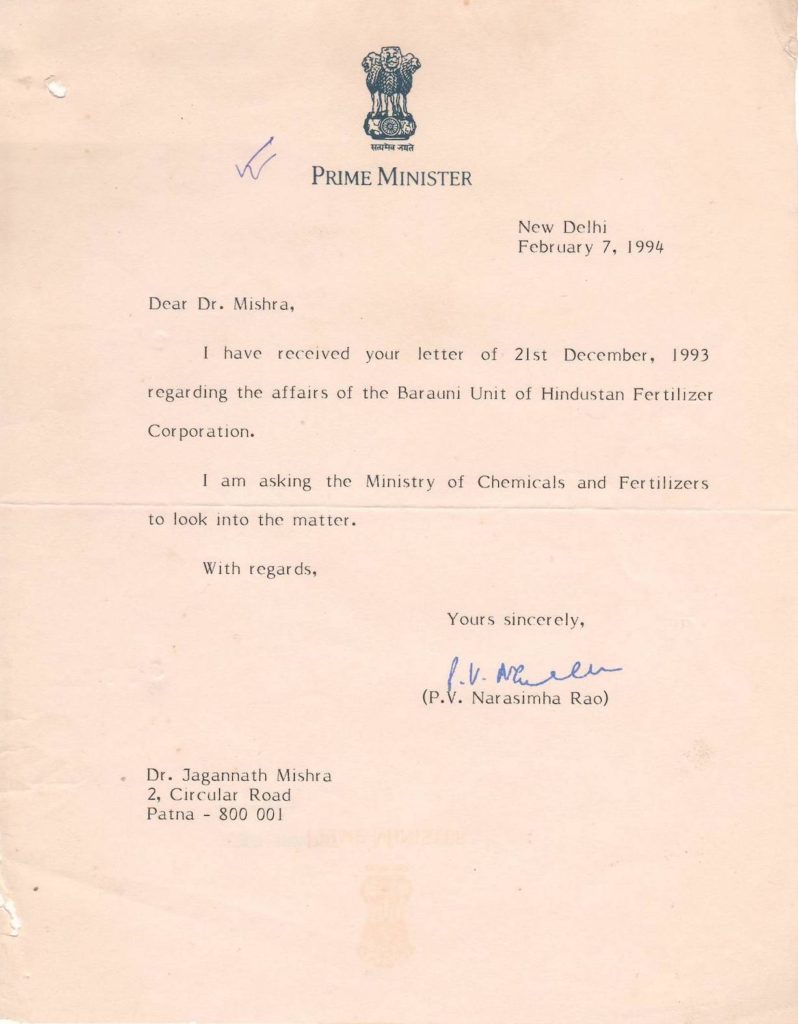 सत्यमेव जयते
PRIME MINISTER
New Delhi
February 7, 1994
Dear Dr. Mishra,
I have received your letter of 21st December, 1993
regarding the affairs of the Barauni Unit of Hindustan Fertilizer
Corporation.
I am asking the Ministry of Chemicals and Fertilizers
to look into the matter.
With regards,
Yours sincerely,
P.V. 
(P.V. Narasimha Rao)
Dr. Jagannath Mishra
2, Circular Road
Patna - 800 001